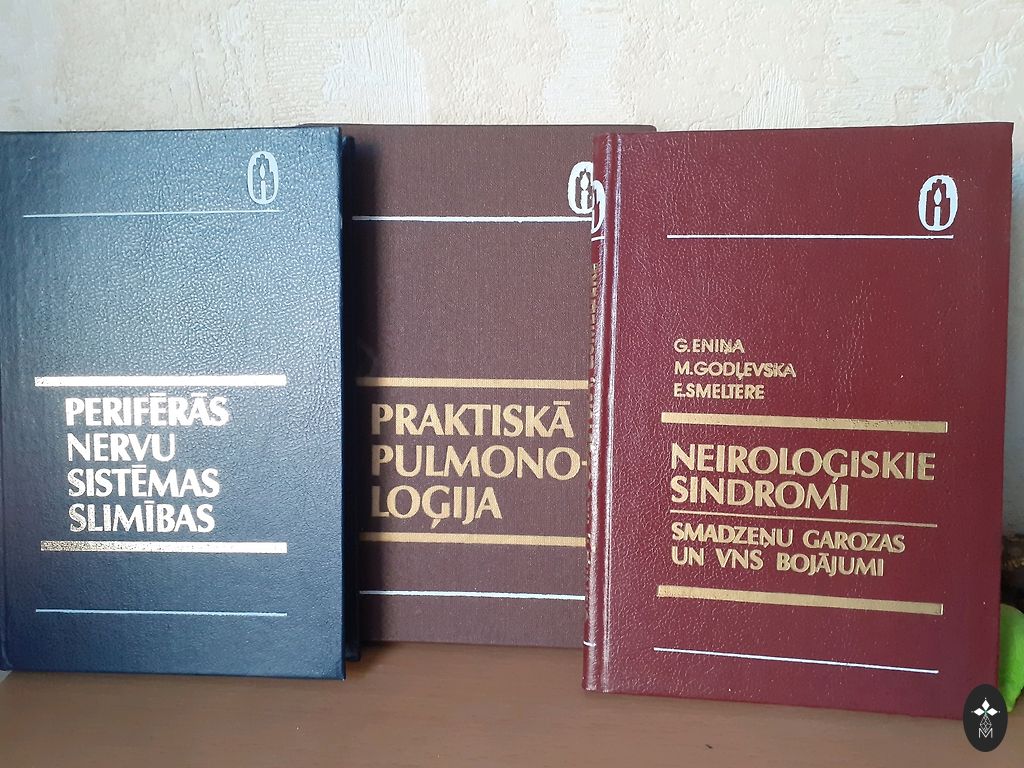 PERIFĒRĀS
NERVU
SISTĒMAS
SLIMĪBAS
PRAKTISKĀ
PULMONO-
LOĢIJA
G.ENIŅA
M.GODĻEVSKA
E.SMELTERE
NEIROLOĢISKIE
SINDROMI
SMADZEŅU GAROZAS
UN VNS BOJĀJUMI